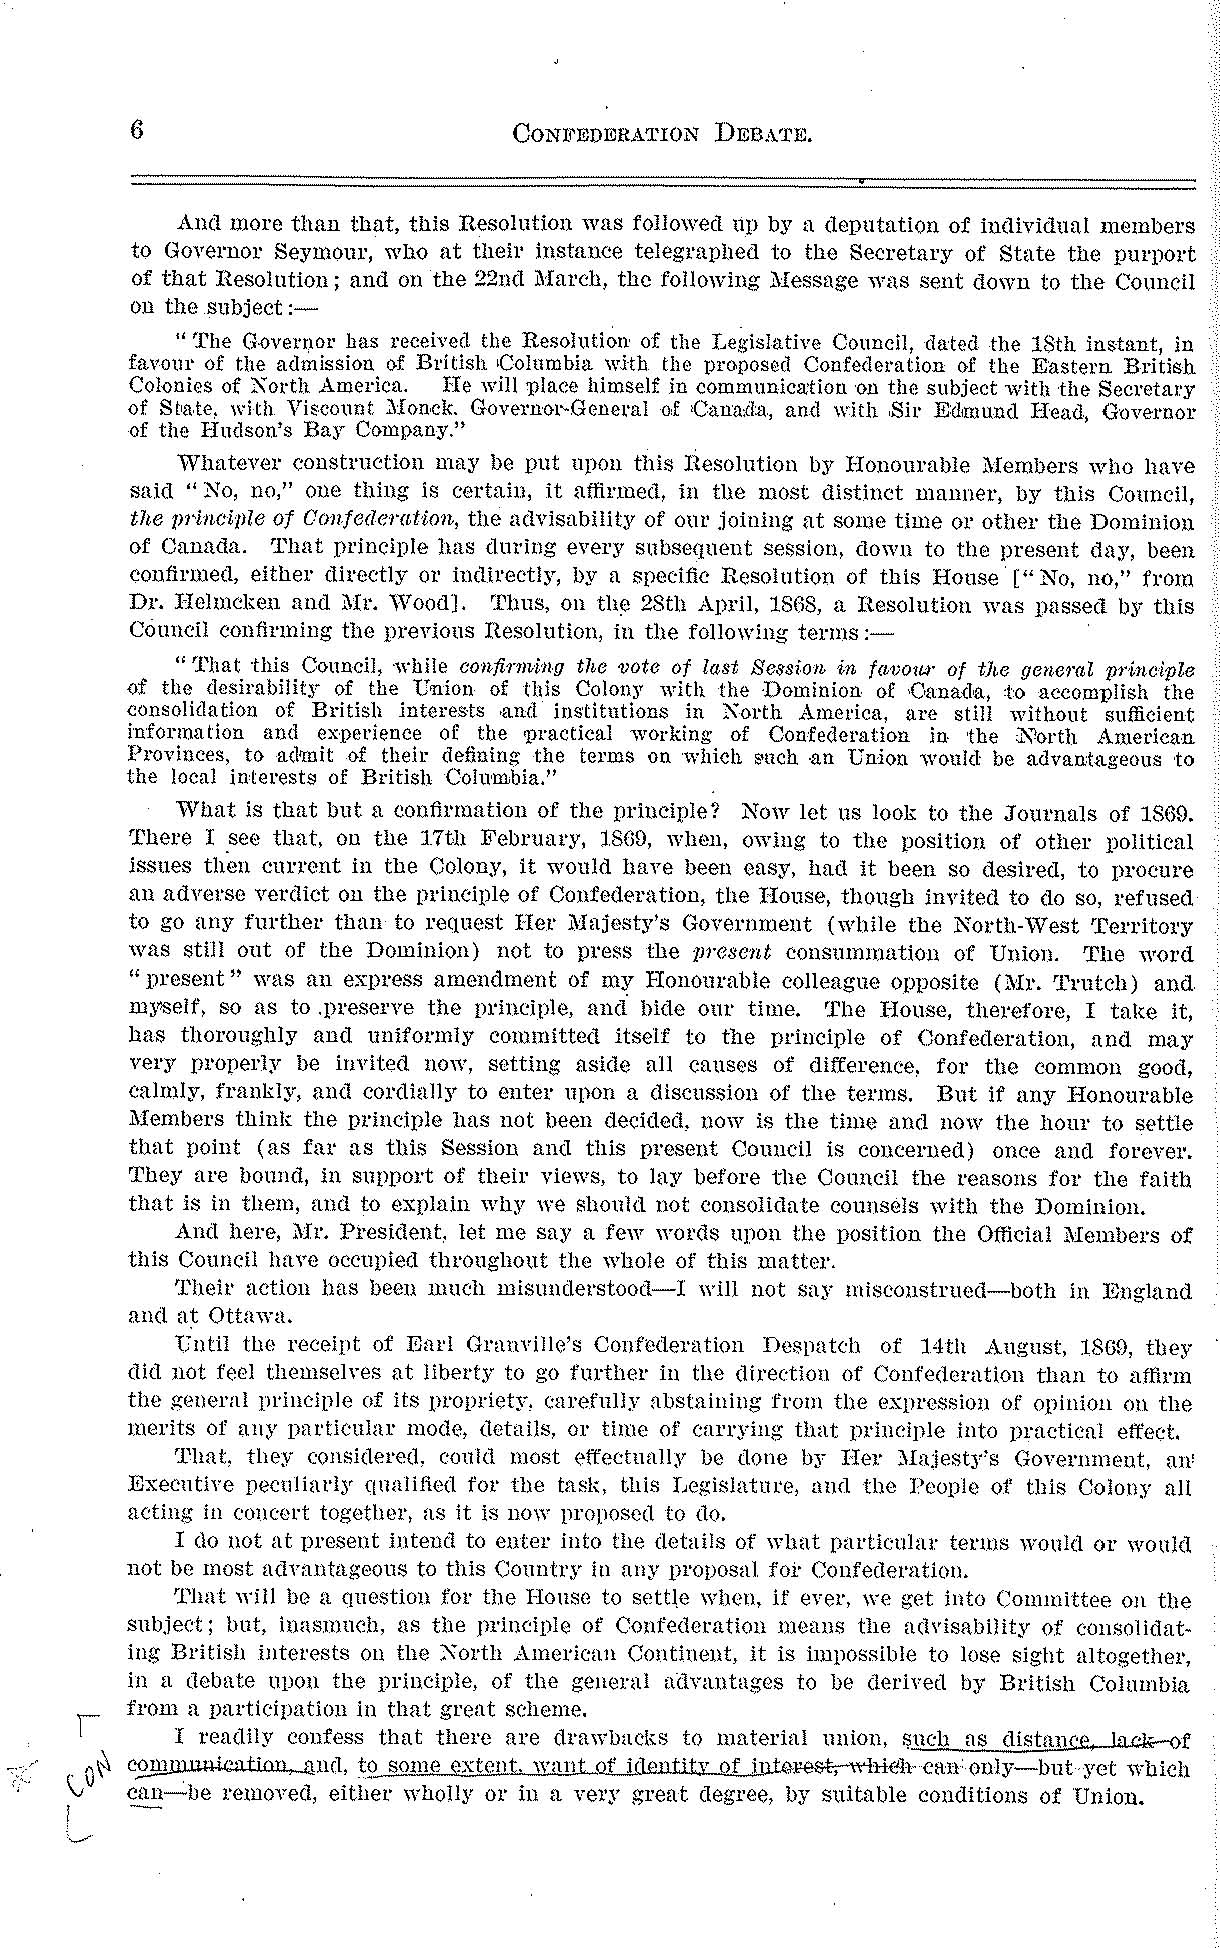 6 CONFEDERATION DEBATE.
And more than that, this Resolution was followed up by a deputation of individual members
to Governor Seymour, who at their instance telegraphed to the Secretary of State the purport
of that Resolution; and on the 22nd March, the following Message was sent down to the Council
on the subject:—
"The Governor has received the Resolution of the Legislative Council, dated the 18th instant, in
favour of the admission of British Columbia with the proposed Confederation of the Eastern British
Colonies of North America. He will place himself in communication on the subject with the Secretary
of State, with Viscount Monck, Governor-General of Canada, and with Sir Edmund Head, Governor
of the Hudson's Bay Company."
Whatever construction may be put upon this Resolution by Honourable Members who have
said "No, no," one thing is certain, it affirmed, in the most distinct manner, by this Council,
the principle of Confederation, the advisability of our joining at some time or other the Dominion
of Canada. That principle has during every subsequent session, down to the present day, been
confirmed, either directly or indirectly, by a specific Resolution of this House ["No, no," from
Dr. Helmcken and Mr. Wood]. Thus, on the 28th April, 1868, a Resolution was passed by this
Council confirming the previous Resolution, in the following terms:—
"That this Council, while confirming the vote of last Session in favour of the general principle
of the desirability of the Union of this Colony with the Dominion of Canada, to accomplish the
consolidation of British interests and institutions in North America, are still without sufficient
information and experience of the practical working of Confederation in the North American
Provinces, to admit of their defining the terms on which such an Union would be advantageous to
the local interests of British Columbia."
What is that but a confirmation of the principle? Now let us look to the Journals of 1869.
There I see that, on the 17th February, 1869, when, owing to the position of other political
issues then current in the Colony, it would have been easy, had it been so desired, to procure
an adverse verdict on the principle of Confederation, the House, though invited to do so, refused
to go any further than to request Her Majesty's Government (while the North-West Territory
was still out of the Dominion) not to press the present consummation of Union. The word
"present" was an express amendment of my Honourable colleague opposite (Mr. Trutch) and
myself, so as to preserve the principle, and bide our time. The House, therefore, I take it,
has thoroughly and uniformly committed itself to the principle of Confederation, and may
very properly be invited now, setting aside all causes of difference, for the common good,
calmly, frankly, and cordially to enter upon a discussion of the terms. But if any Honourable
Members think the principle has not been decided, now is the time and now the hour to settle
that point (as far as this Session and this present Council is concerned) once and forever.
They are bound, in support of their views, to lay before the Council the reasons for the faith
that is in them, and to explain why we should not consolidate counsels with the Dominion.
And here, Mr. President, let me say a few words upon the position the Official Members of
this Council have occupied throughout the whole of this matter.
Their action has been much misunderstood—I will not say misconstrued—both in England
and at Ottawa.
Until the receipt of Earl Granville's Confederation Despatch of 14th August, 1869, they
did not feel themselves at liberty to go further in the direction of Confederation than to affirm
the general principle of its propriety, carefully abstaining from the expression of opinion on the
merits of any particular mode, details, or time of carrying that principle into practical effect.
That, they considered, could most effectually be done by Her Majesty's Government, an
Executive peculiarly qualified for the task, this Legislature, and the People of this Colony all
acting in concert together, as it is now proposed to do.
I do not at present intend to enter into the details of what particular terms would or would
not be most advantageous to this Country in any proposal for Confederation.
That will be a question for the House to settle when, if ever, we get into Committee on the
subject; but, inasmuch, as the principle of Confederation means the advisability of consolidat-
ing British interests on the North American Continent, it is impossible to lose sight altogether,
in a debate upon the principle, of the general advantages to be derived by British Columbia
from a participation in that great scheme.
I readily confess that there are drawbacks to material union, such as distance, lack of
CON communication, and, to some extent, want of identity of interest, which can only—but yet which
can—be removed, either wholly or in a very great degree, by suitable conditions of Union.